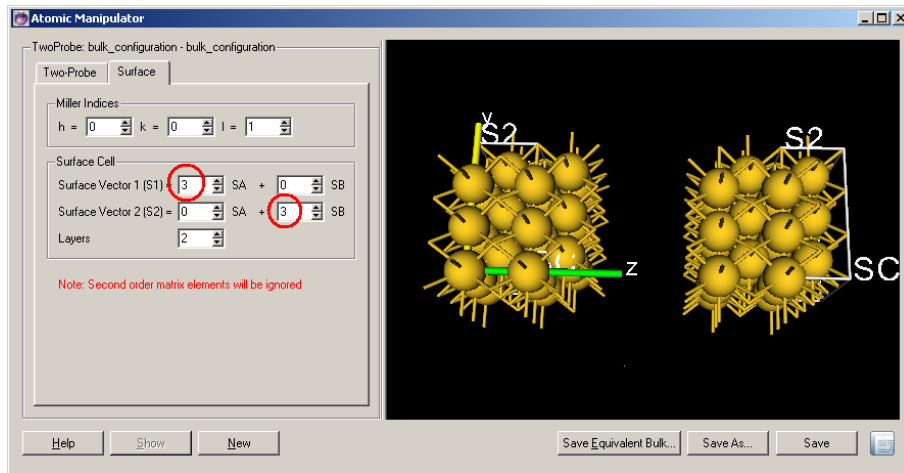 Atomic Manipulator
TwoProbe: bulk_configuration - bulk_configuration
Two-Probe Surface
Miller Indices
h = 0 k = 0 l = 1
Surface Cell
Surface Vector 1 (S1) = 3 SA + 0 SB
Surface Vector 2 (S2) = 0 SA + 3 SB
Layers 2
Note: Second order matrix elements will be ignored
y
S2
z
S2
SC
Help Show New Save Equivalent Bulk... Save As... Save